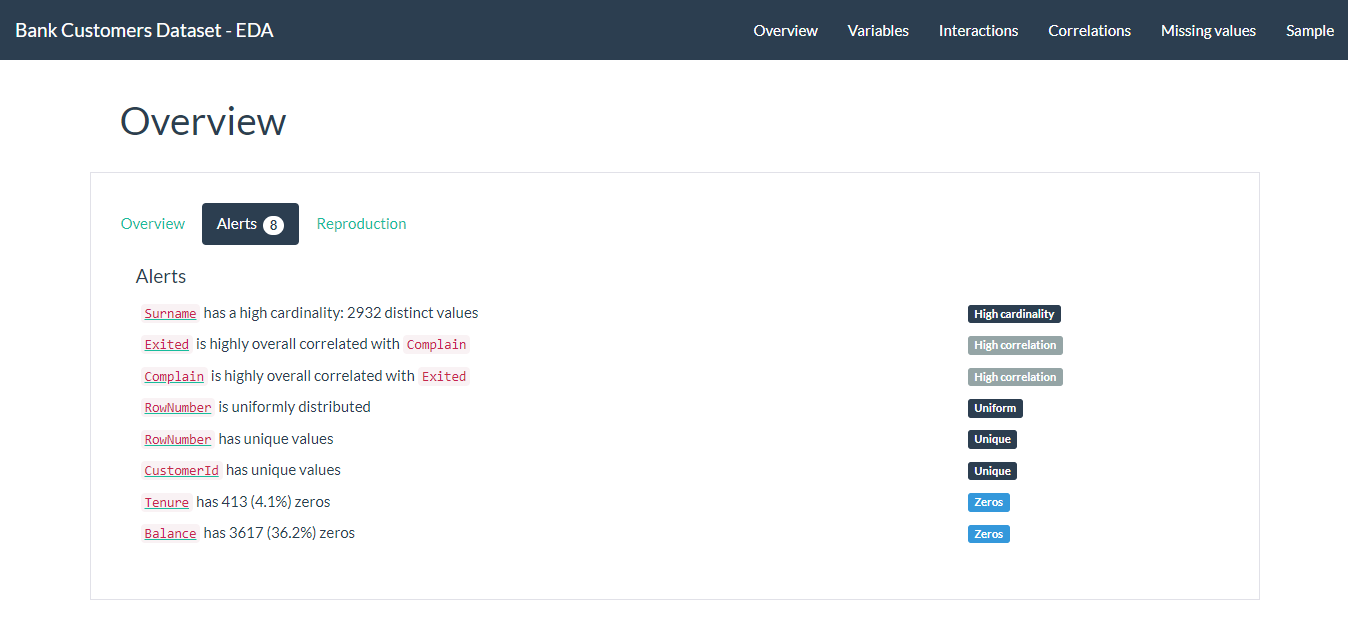 Bank Customers Dataset - EDA Overview Variables Interactions Correlations Missing values Sample
Overview
Overview Alerts 8 Reproduction
Alerts
Surname has a high cardinality: 2932 distinct values High cardinality
Exited is highly overall correlated with Complain High correlation
Complain is highly overall correlated with Exited High correlation
RowNumber is uniformly distributed Uniform
RowNumber has unique values Unique
CustomerId has unique values Unique
Tenure has 413 (4.1%) zeros Zeros
Balance has 3617 (36.2%) zeros Zeros